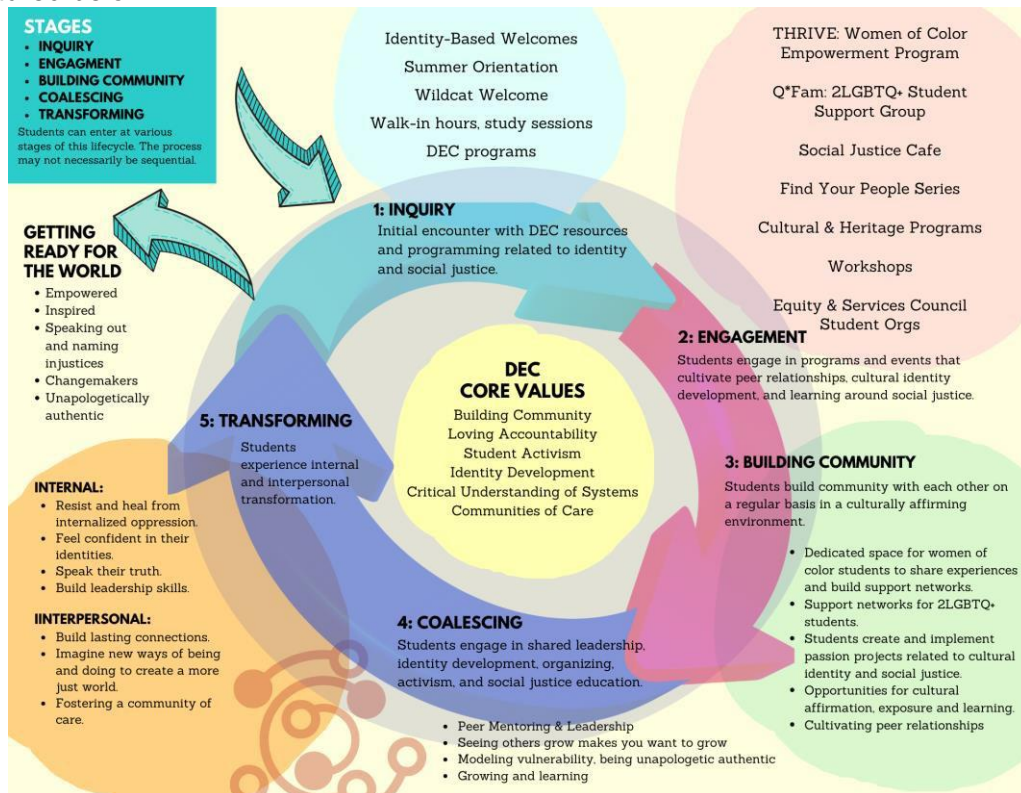 STAGES
• INQUIRY
• ENGAGMENT
• BUILDING COMMUNITY
• COALESCING
• TRANSFORMING
Students can enter at various
stages of this lifecycle. The process
may not necessarily be sequential.
Identity-Based Welcomes
Summer Orientation
Wildcat Welcome
Walk-in hours, study sessions
DEC programs
THRIVE: Women of Color
Empowerment Program
Q*Fam: 2LGBTQ+ Student
Support Group
Social Justice Cafe
Find Your People Series
Cultural & Heritage Programs
Workshops
Equity & Services Council
Student Orgs
1: INQUIRY
Initial encounter with DEC resources
and programming related to identity
and social justice.
2: ENGAGEMENT
Students engage in programs and events that
cultivate peer relationships, cultural identity
development, and learning around social justice.
3: BUILDING COMMUNITY
Students build community with each other on
a regular basis in a culturally affirming
environment.
• Dedicated space for women of
color students to share experiences
and build support networks.
• Support networks for 2LGBTQ+
students.
• Students create and implement
passion projects related to cultural
identity and social justice.
• Opportunities for cultural
affirmation, exposure and learning.
• Cultivating peer relationships
4: COALESCING
Students engage in shared leadership,
identity development, organizing,
activism, and social justice education.
• Peer Mentoring & Leadership
• Seeing others grow makes you want to grow
• Modeling vulnerability, being unapologetic authentic
• Growing and learning
5: TRANSFORMING
Students
experience internal
and interpersonal
transformation.
INTERNAL:
• Resist and heal from
internalized oppression.
• Feel confident in their
identities.
• Speak their truth.
• Build leadership skills.
IINTERPERSONAL:
• Build lasting connections.
• Imagine new ways of being
and doing to create a more
just world.
• Fostering a community of
care.
GETTING
READY FOR
THE WORLD
• Empowered
• Inspired
• Speaking out
and naming
injustices
• Changemakers
• Unapologetically
authentic
DEC
CORE VALUES
Building Community
Loving Accountability
Student Activism
Identity Development
Critical Understanding of Systems
Communities of Care